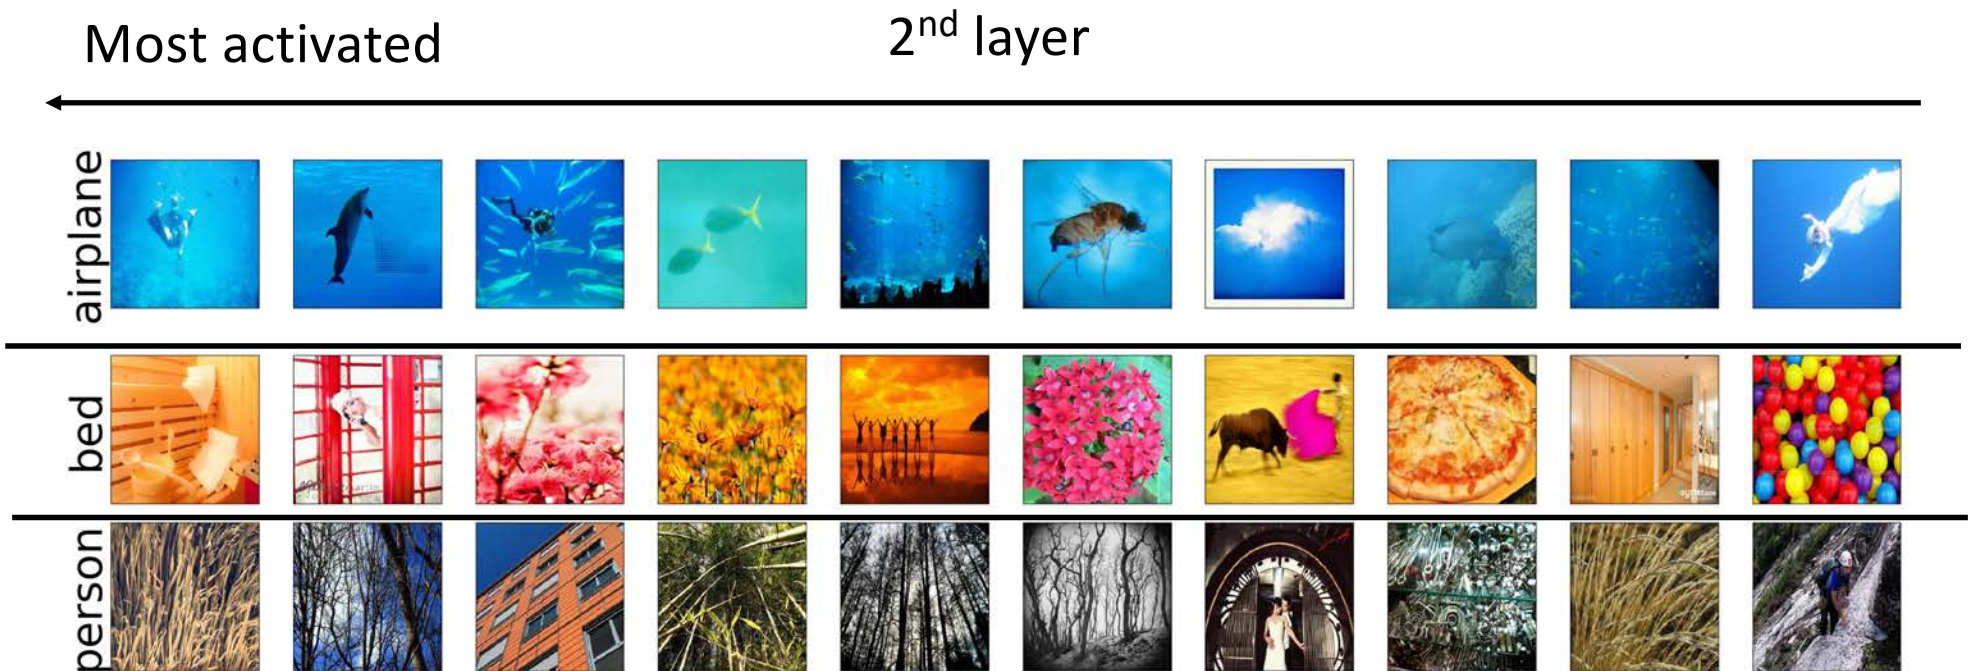 Most activated
2nd layer
airplane
bed
person